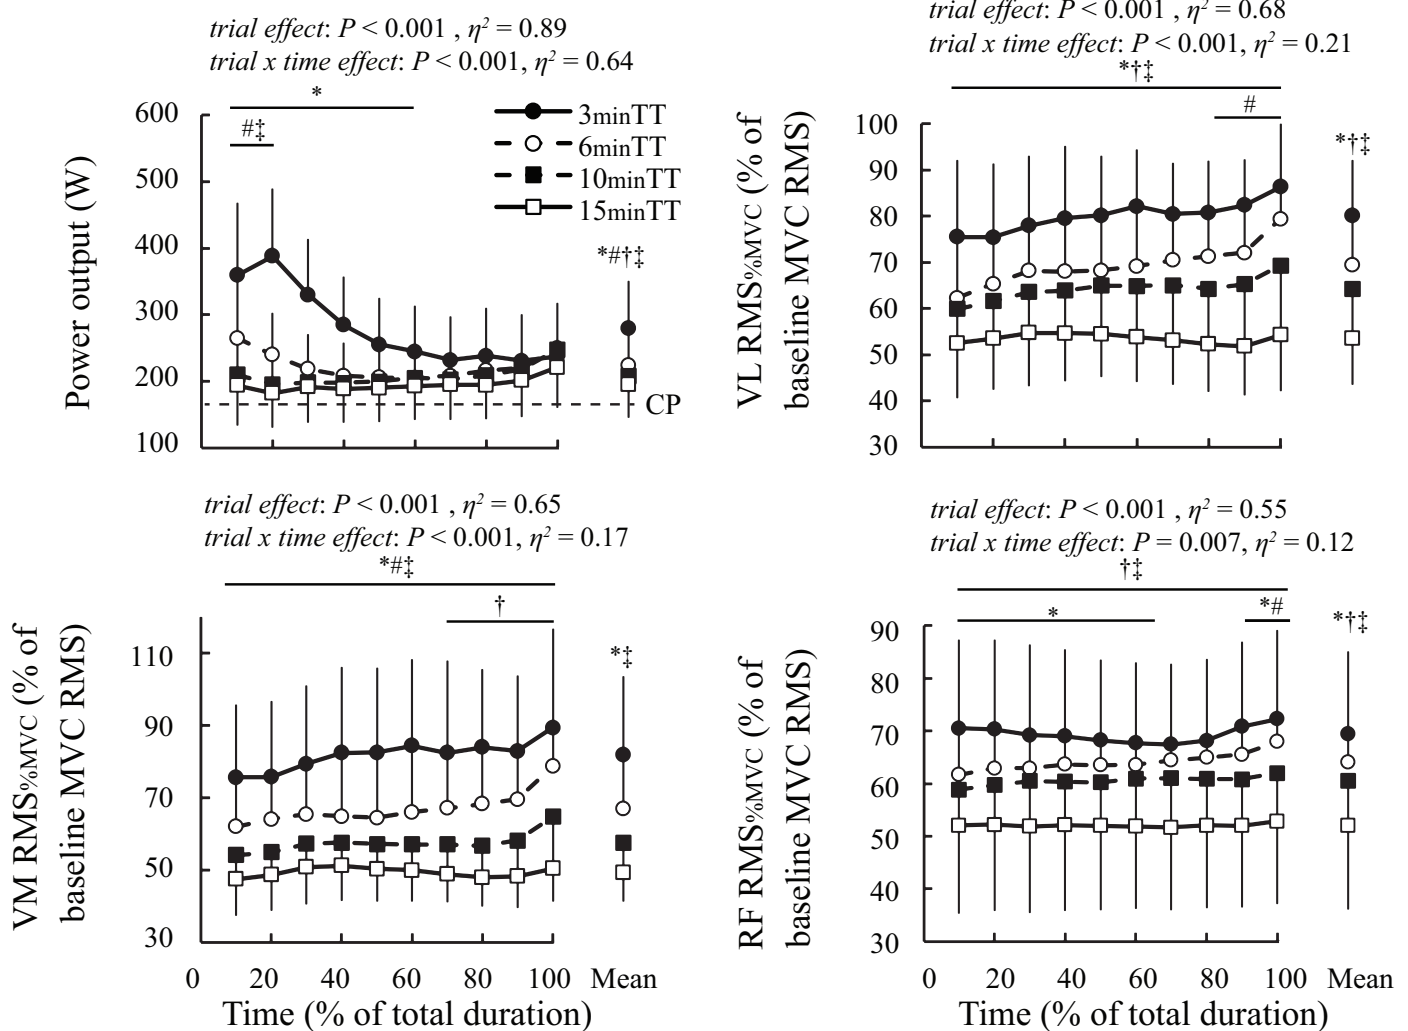 trial effect: P < 0.001 , η² = 0.89
trial x time effect: P < 0.001, η² = 0.64
*
#‡
3minTT
6minTT
10minTT
15minTT
*#†‡
CP
Power output (W)
600
500
400
300
200
100
trial effect: P < 0.001 , η² = 0.68
trial x time effect: P < 0.001, η² = 0.21
*†‡
#
*†‡
VL RMS%MVC (% of
baseline MVC RMS)
100
90
80
70
60
50
40
30
trial effect: P < 0.001 , η² = 0.65
trial x time effect: P < 0.001, η² = 0.17
*#‡
†
*‡
VM RMS%MVC (% of
baseline MVC RMS)
110
90
70
50
30
0 20 40 60 80 100 Mean
Time (% of total duration)
trial effect: P < 0.001 , η² = 0.55
trial x time effect: P = 0.007, η² = 0.12
†‡
*
*#
*†‡
RF RMS%MVC (% of
baseline MVC RMS)
90
80
70
60
50
40
30
0 20 40 60 80 100 Mean
Time (% of total duration)